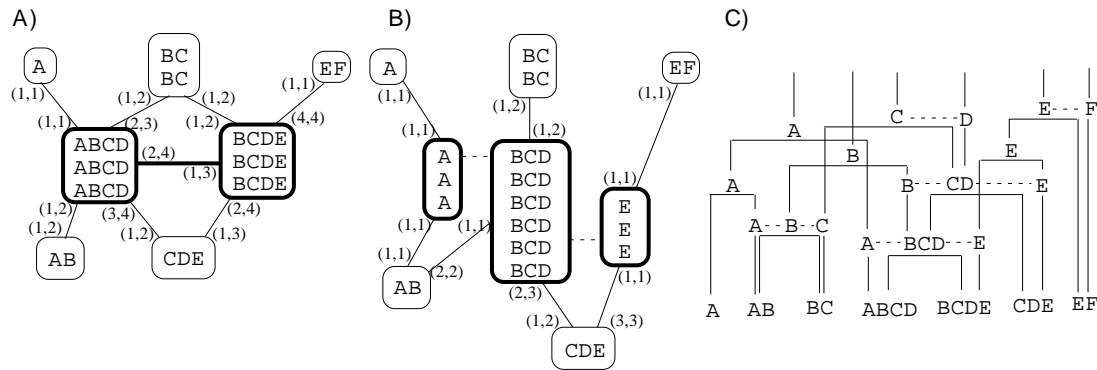 A)
A
BC
BC
EF
(1,1)
(1,2)
(1,2)
(1,1)
(1,1)
(2,3)
(1,2)
(4,4)
ABCD
ABCD
ABCD
(2,4)
(1,3)
BCDE
BCDE
BCDE
(1,2)
(3,4)
(2,4)
(1,2)
(1,2)
(1,3)
AB
CDE
B)
A
BC
BC
EF
(1,1)
(1,2)
(1,1)
(1,1)
(1,2)
A
A
A
BCD
BCD
BCD
BCD
BCD
BCD
(1,1)
E
E
E
(1,1)
(1,1)
(1,1)
(2,2)
(1,1)
AB
(2,3)
(1,2)
(3,3)
CDE
C)
E F
C D
A
E
B
A B CD E
A B C
A BCD E
A AB BC ABCD BCDE CDE EF